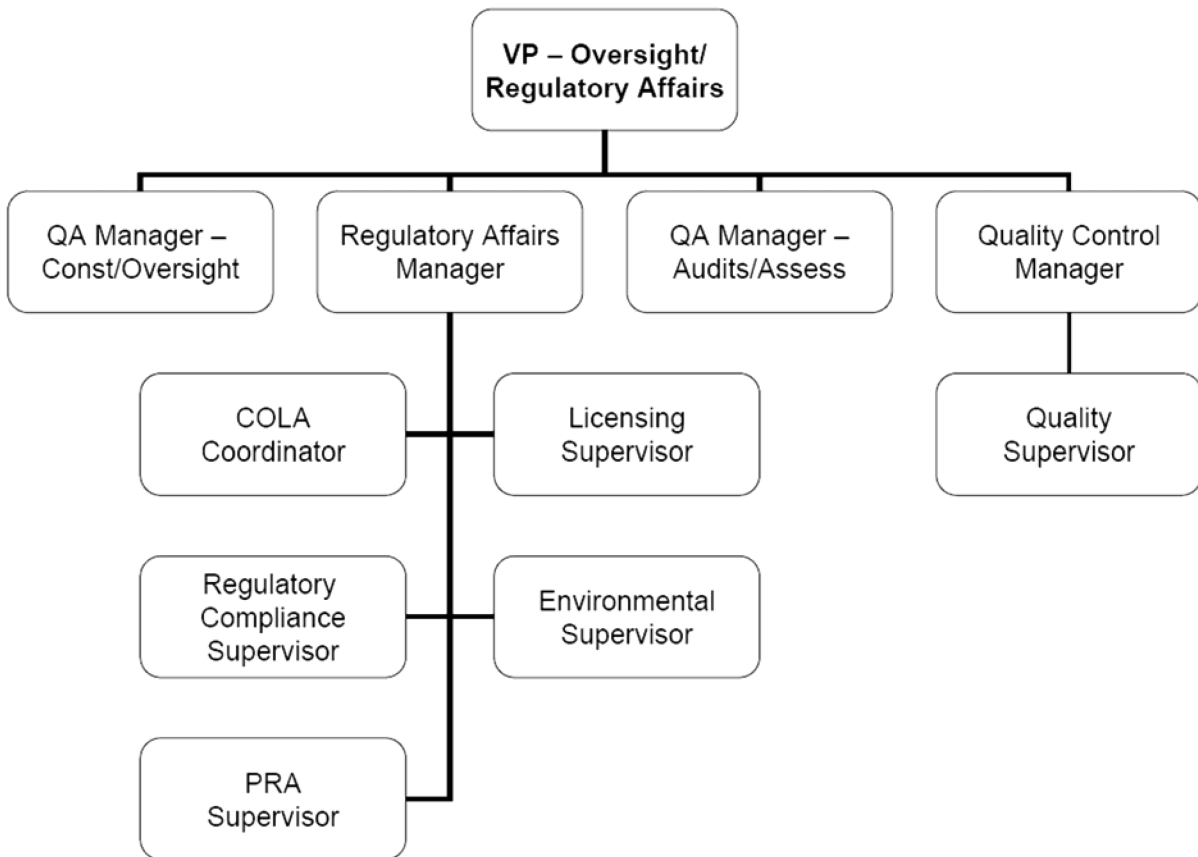 VP – Oversight/
Regulatory Affairs
QA Manager –
Const/Oversight
Regulatory Affairs
Manager
QA Manager –
Audits/Assess
Quality Control
Manager
COLA
Coordinator
Licensing
Supervisor
Quality
Supervisor
Regulatory
Compliance
Supervisor
Environmental
Supervisor
PRA
Supervisor